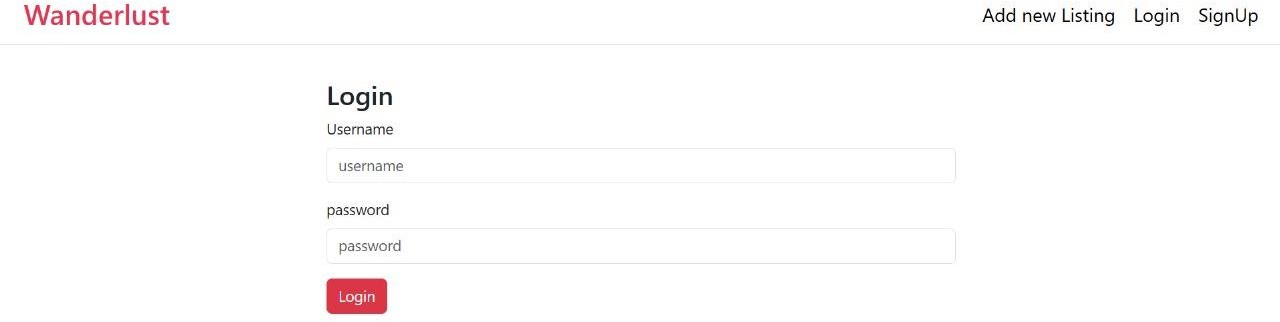 Wanderlust
Add new Listing Login SignUp
Login
Username
username
password
password
Login